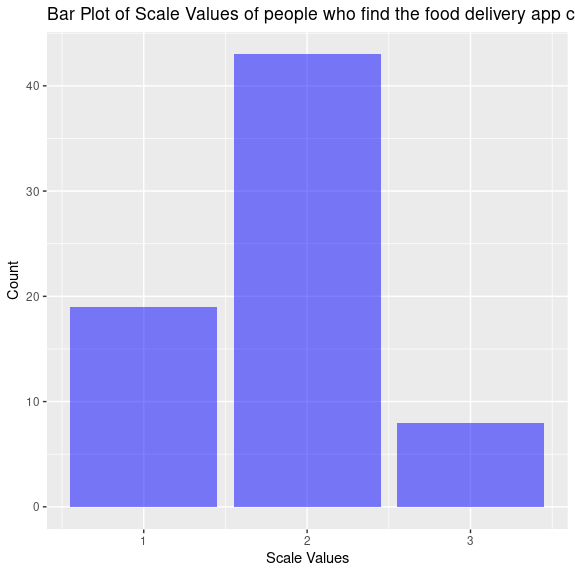 Bar Plot of Scale Values of people who find the food delivery app c
Count
40
30
20
10
0
1 2 3
Scale Values